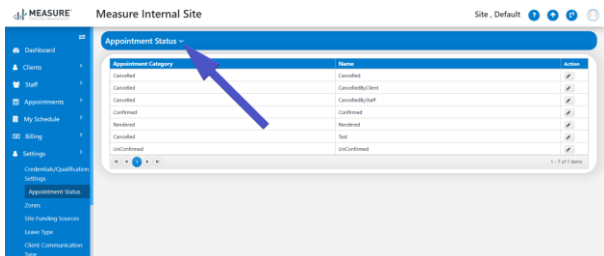 MEASURE
Measure Internal Site
Site , Default
Dashboard
Clients
Staff
Appointments
My Schedule
Billing
Settings
Credentials/Qualification
Settings
Appointment Status
Zones
Site Funding Sources
Leave Type
Client Communication
Type
Appointment Status
Appointment Category Name Action
Cancelled Cancelled
Cancelled CancelledByClient
Cancelled CancelledByStaff
Confirmed Confirmed
Rendered Rendered
Cancelled Test
UnConfirmed UnConfirmed
1
1 - 7 of 7 items